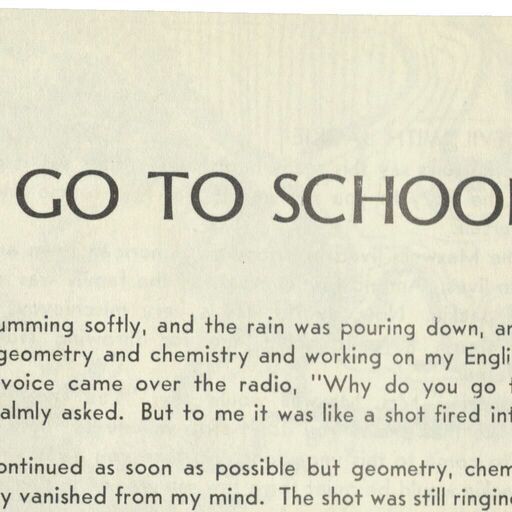 GO TO SCHOOL
umming softly, and the rain was pouring down, an
geometry and chemistry and working on my Engli
voice came over the radio, "Why do you go t
almly asked. But to me it was like a shot fired int
ontinued as soon as possible but geometry, chem
y vanished from my mind. The shot was still ringing